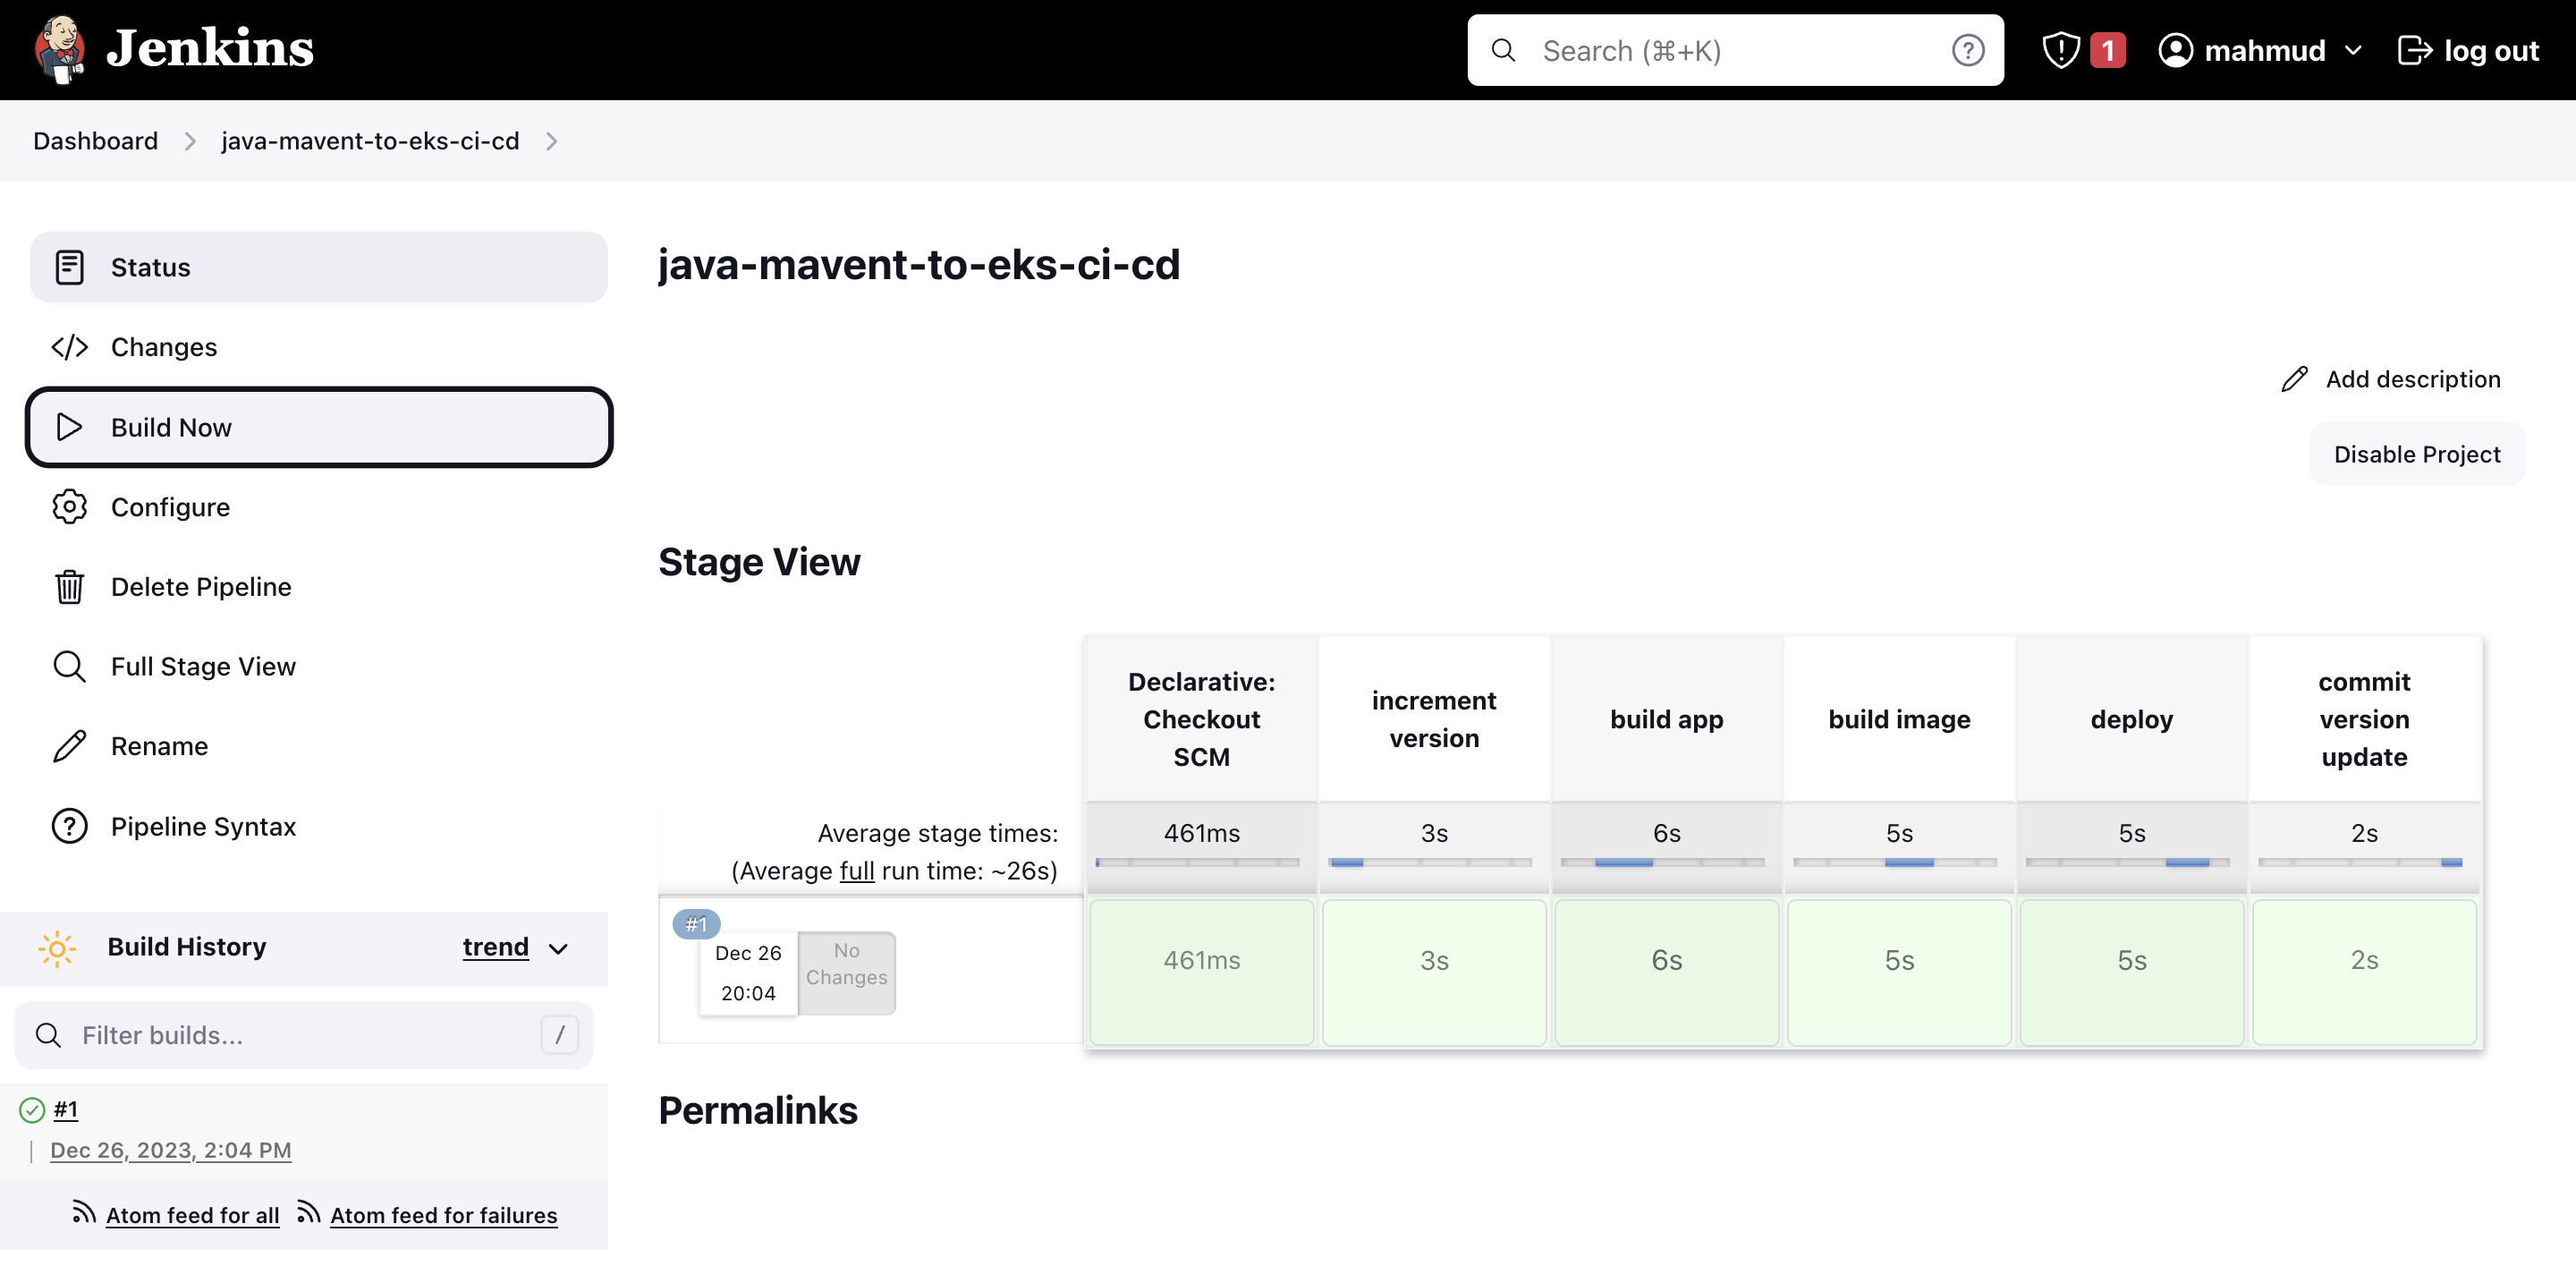 Jenkins
Search (⌘+K)
1
mahmud
log out
Dashboard
java-mavent-to-eks-ci-cd
Status
Changes
Build Now
Configure
Delete Pipeline
Full Stage View
Rename
Pipeline Syntax
Build History
trend
Filter builds...
/
#1
Dec 26, 2023, 2:04 PM
Atom feed for all
Atom feed for failures
java-mavent-to-eks-ci-cd
Add description
Disable Project
Stage View
Declarative:
Checkout
SCM
increment
version
build app
build image
deploy
commit
version
update
Average stage times:
(Average full run time: ~26s)
461ms
3s
6s
5s
5s
2s
#1
Dec 26
20:04
No
Changes
461ms
3s
6s
5s
5s
2s
Permalinks